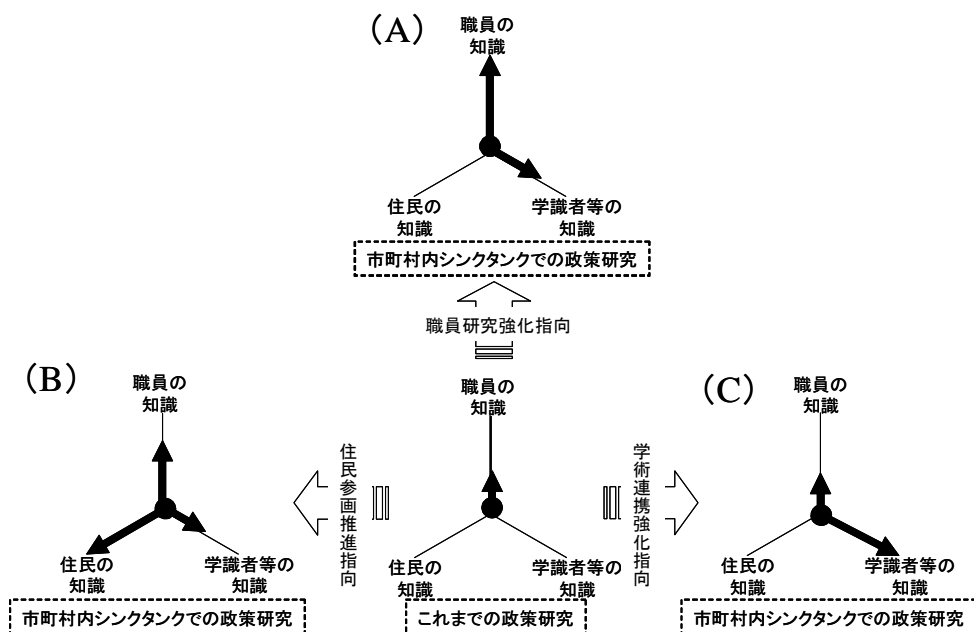 (A)
職員の
知識
住民の
知識
学識者等の
知識
市町村内シンクタンクでの政策研究
職員研究強化指向
(B)
職員の
知識
住民の
知識
学識者等の
知識
市町村内シンクタンクでの政策研究
住民参画推進指向
職員の
知識
住民の
知識
学識者等の
知識
これまでの政策研究
学術連携強化指向
(C)
職員の
知識
住民の
知識
学識者等の
知識
市町村内シンクタンクでの政策研究